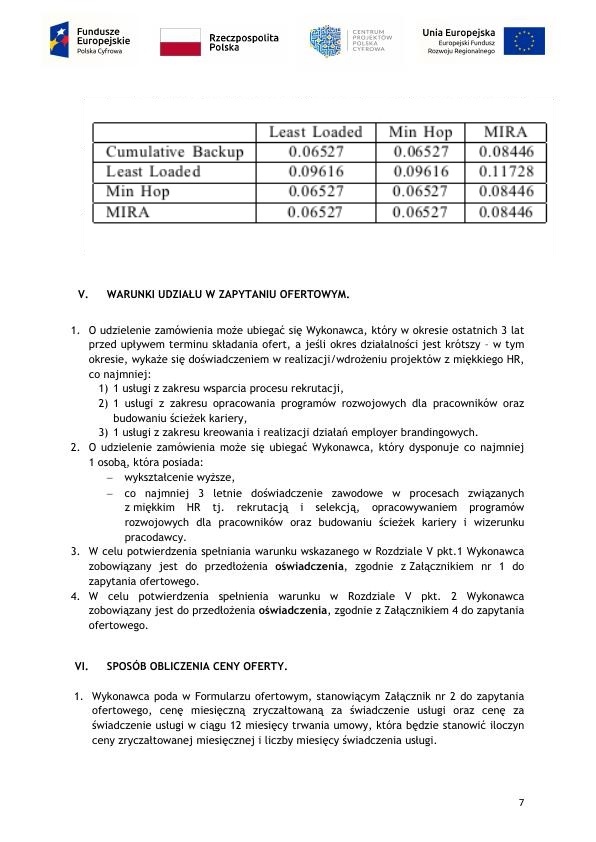 Fundusze
Europejskie
Polska Cyfrowa
Rzeczpospolita
Polska
CENTRUM
PROJEKTÓW
POLSKA
CYFROWA
Unia Europejska
Europejski Fundusz
Rozwoju Regionalnego
Least Loaded Min Hop MIRA
Cumulative Backup 0.06527 0.06527 0.08446
Least Loaded 0.09616 0.09616 0.11728
Min Hop 0.06527 0.06527 0.08446
MIRA 0.06527 0.06527 0.08446
V. WARUNKI UDZIAŁU W ZAPYTANIU OFERTOWYM.
1. O udzielenie zamówienia może ubiegać się Wykonawca, który w okresie ostatnich 3 lat
przed upływem terminu składania ofert, a jeśli okres działalności jest krótszy – w tym
okresie, wykaże się doświadczeniem w realizacji/wdrożeniu projektów z miękkiego HR,
co najmniej:
1) 1 usługi z zakresu wsparcia procesu rekrutacji,
2) 1 usługi z zakresu opracowania programów rozwojowych dla pracowników oraz
budowaniu ścieżek kariery,
3) 1 usługi z zakresu kreowania i realizacji działań employer brandingowych.
2. O udzielenie zamówienia może się ubiegać Wykonawca, który dysponuje co najmniej
1 osobą, która posiada:
– wykształcenie wyższe,
– co najmniej 3 letnie doświadczenie zawodowe w procesach związanych
z miękkim HR tj. rekrutacją i selekcją, opracowywaniem programów
rozwojowych dla pracowników oraz budowaniu ścieżek kariery i wizerunku
pracodawcy.
3. W celu potwierdzenia spełniania warunku wskazanego w Rozdziale V pkt.1 Wykonawca
zobowiązany jest do przedłożenia oświadczenia, zgodnie z Załącznikiem nr 1 do
zapytania ofertowego.
4. W celu potwierdzenia spełnienia warunku w Rozdziale V pkt. 2 Wykonawca
zobowiązany jest do przedłożenia oświadczenia, zgodnie z Załącznikiem 4 do zapytania
ofertowego.
VI. SPOSÓB OBLICZENIA CENY OFERTY.
1. Wykonawca poda w Formularzu ofertowym, stanowiącym Załącznik nr 2 do zapytania
ofertowego, cenę miesięczną zryczałtowaną za świadczenie usługi oraz cenę za
świadczenie usługi w ciągu 12 miesięcy trwania umowy, która będzie stanowić iloczyn
ceny zryczałtowanej miesięcznej i liczby miesięcy świadczenia usługi.
7